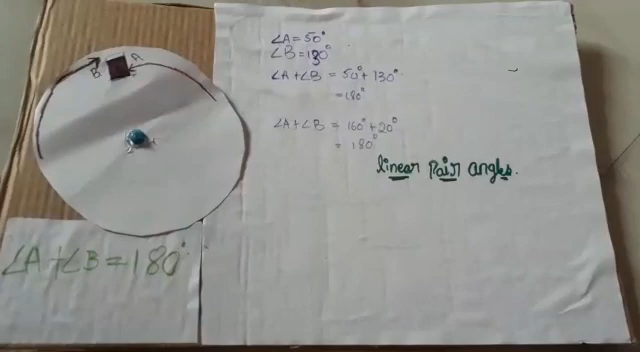 B A
∠A = 50°
∠B = 130°
∠A+∠B = 50°+130°
= 180°
∠A+∠B = 160°+20°
= 180°
linear pair angles.
∠A+∠B=180°